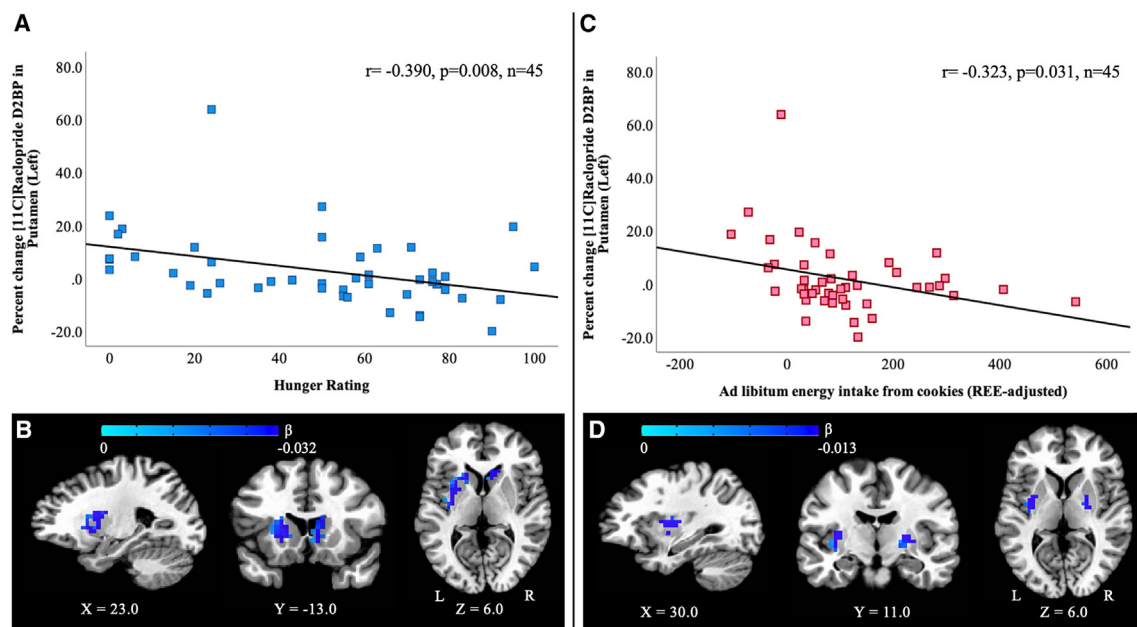 A
Percent change [11C]Raclopride D2BP in
Putamen (Left)
80.0
60.0
40.0
20.0
.0
-20.0
r= -0.390, p=0.008, n=45
0
20
40
60
80
100
Hunger Rating
B
0
β
-0.032
X = 23.0
Y = -13.0
L
Z = 6.0
R
C
Percent change [11C]Raclopride D2BP in
Putamen (Left)
80.0
60.0
40.0
20.0
.0
-20.0
r= -0.323, p=0.031, n=45
-200
0
200
400
600
Ad libitum energy intake from cookies (REE-adjusted)
D
0
β
-0.013
X = 30.0
Y = 11.0
L
Z = 6.0
R